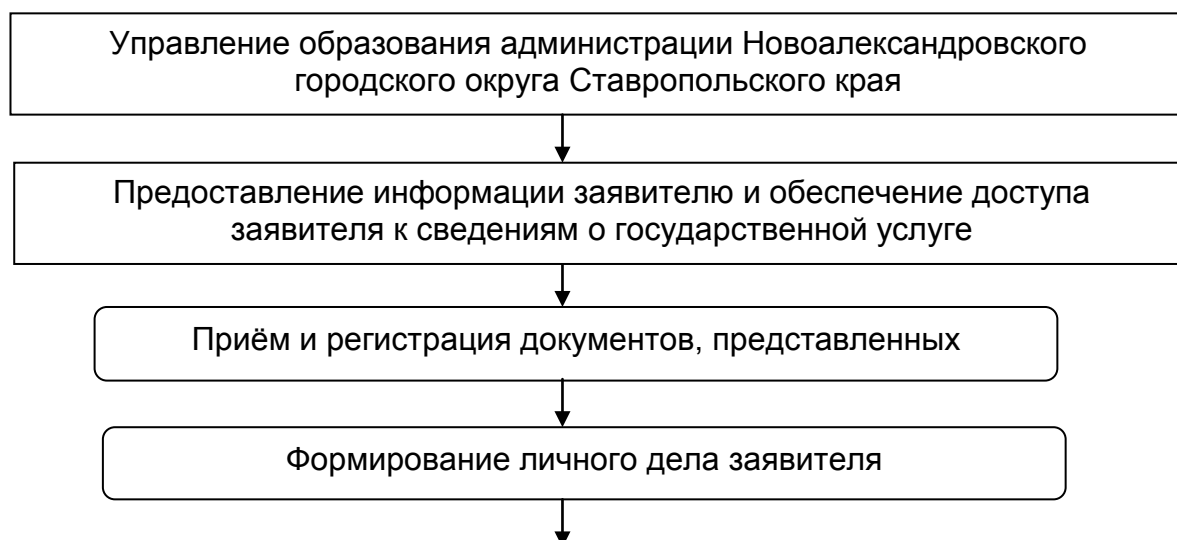 Управление образования администрации Новоалександровского
городского округа Ставропольского края
Предоставление информации заявителю и обеспечение доступа
заявителя к сведениям о государственной услуге
Приём и регистрация документов, представленных
Формирование личного дела заявителя